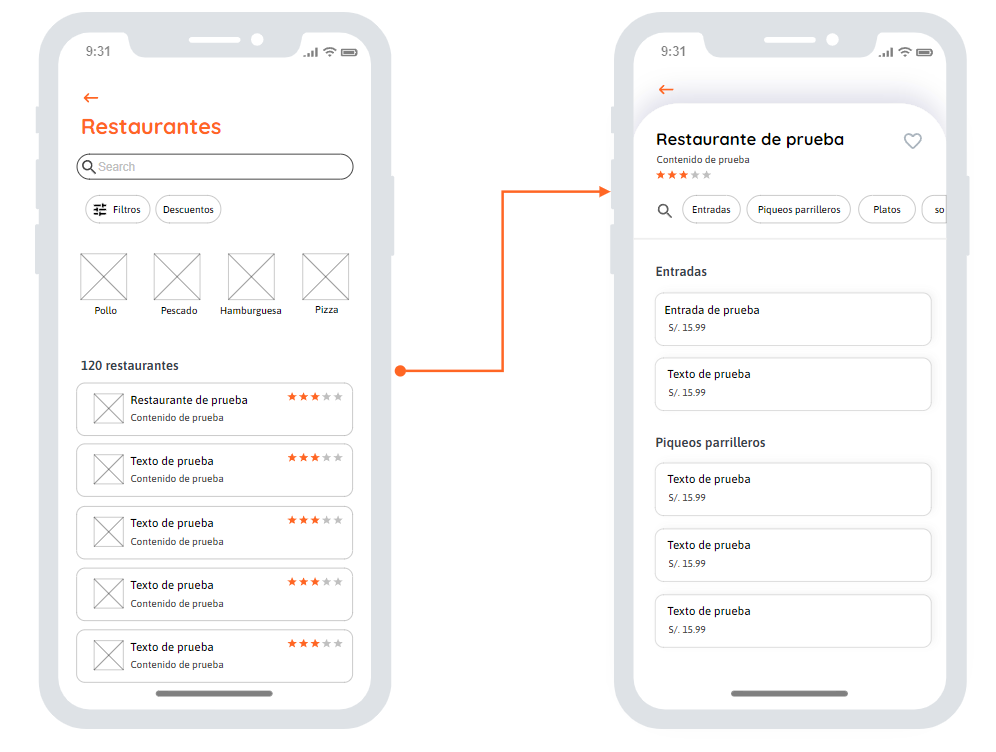 9:31
Restaurantes
Search
Filtros
Descuentos
Pollo
Pescado
Hamburguesa
Pizza
120 restaurantes
Restaurante de prueba
Contenido de prueba
Texto de prueba
Contenido de prueba
Texto de prueba
Contenido de prueba
Texto de prueba
Contenido de prueba
Texto de prueba
Contenido de prueba
9:31
Restaurante de prueba
Contenido de prueba
Entradas
Piqueos parrilleros
Platos
so
Entradas
Entrada de prueba
S/. 15.99
Texto de prueba
S/. 15.99
Piqueos parrilleros
Texto de prueba
S/. 15.99
Texto de prueba
S/. 15.99
Texto de prueba
S/. 15.99